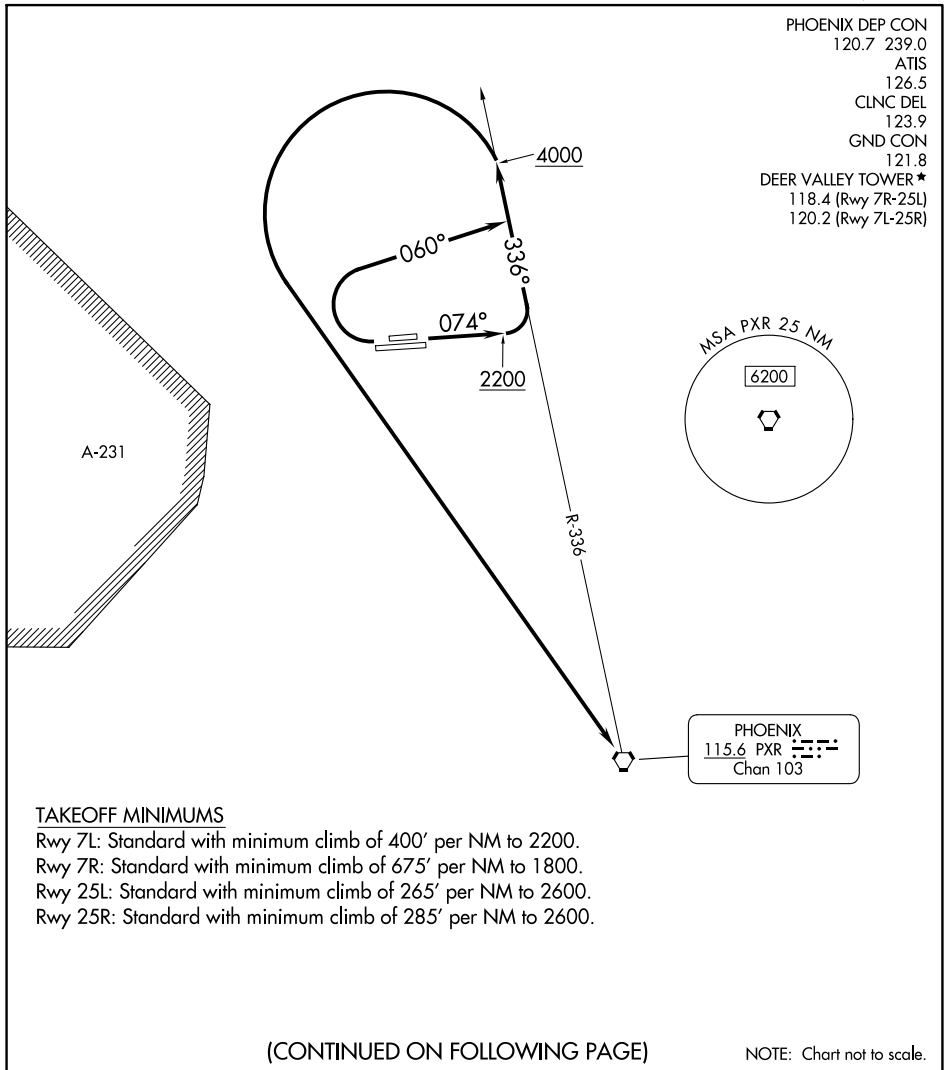 PHOENIX DEP CON
120.7 239.0
ATIS
126.5
CLNC DEL
123.9
GND CON
121.8
DEER VALLEY TOWER★
118.4 (Rwy 7R-25L)
120.2 (Rwy 7L-25R)
4000
060°
336°
074°
2200
MSA PXR 25 NM
6200
A-231
R-336
PHOENIX
115.6 PXR
Chan 103
TAKEOFF MINIMUMS
Rwy 7L: Standard with minimum climb of 400' per NM to 2200.
Rwy 7R: Standard with minimum climb of 675' per NM to 1800.
Rwy 25L: Standard with minimum climb of 265' per NM to 2600.
Rwy 25R: Standard with minimum climb of 285' per NM to 2600.
(CONTINUED ON FOLLOWING PAGE)
NOTE: Chart not to scale.